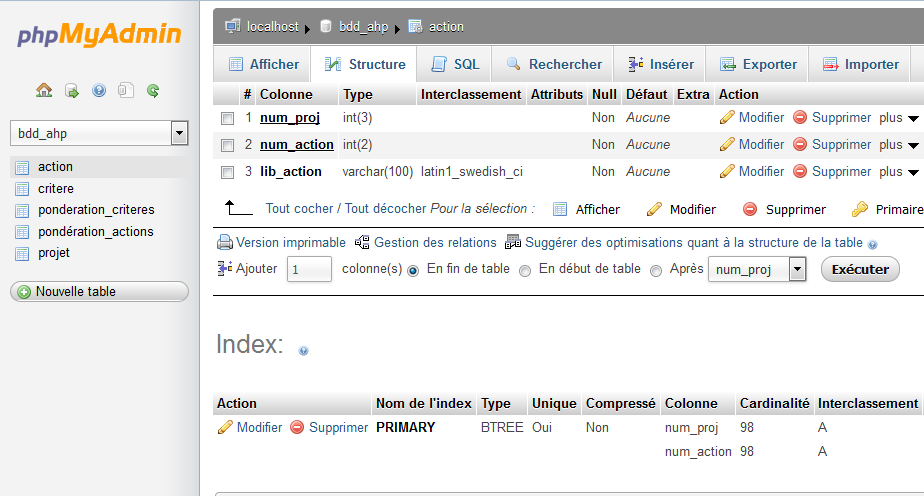 phpMyAdmin
bdd_ahp
action
critere
ponderation_criteres
pondération_actions
projet
Nouvelle table
localhost bdd_ahp action
Afficher Structure SQL Rechercher Insérer Exporter Importer
# Colonne Type Interclassement Attributs Null Défaut Extra Action
1 num_proj int(3) Non Aucune Modifier Supprimer plus
2 num_action int(2) Non Aucune Modifier Supprimer plus
3 lib_action varchar(100) latin1_swedish_ci Non Aucune Modifier Supprimer plus
Tout cocher / Tout décocher Pour la sélection : Afficher Modifier Supprimer Primaire
Version imprimable Gestion des relations Suggérer des optimisations quant à la structure de la table
Ajouter 1 colonne(s) En fin de table En début de table Après num_proj Exécuter
Index:
Action Nom de l'index Type Unique Compressé Colonne Cardinalité Interclassement
Modifier Supprimer PRIMARY BTREE Oui Non num_proj 98 A
num_action 98 A